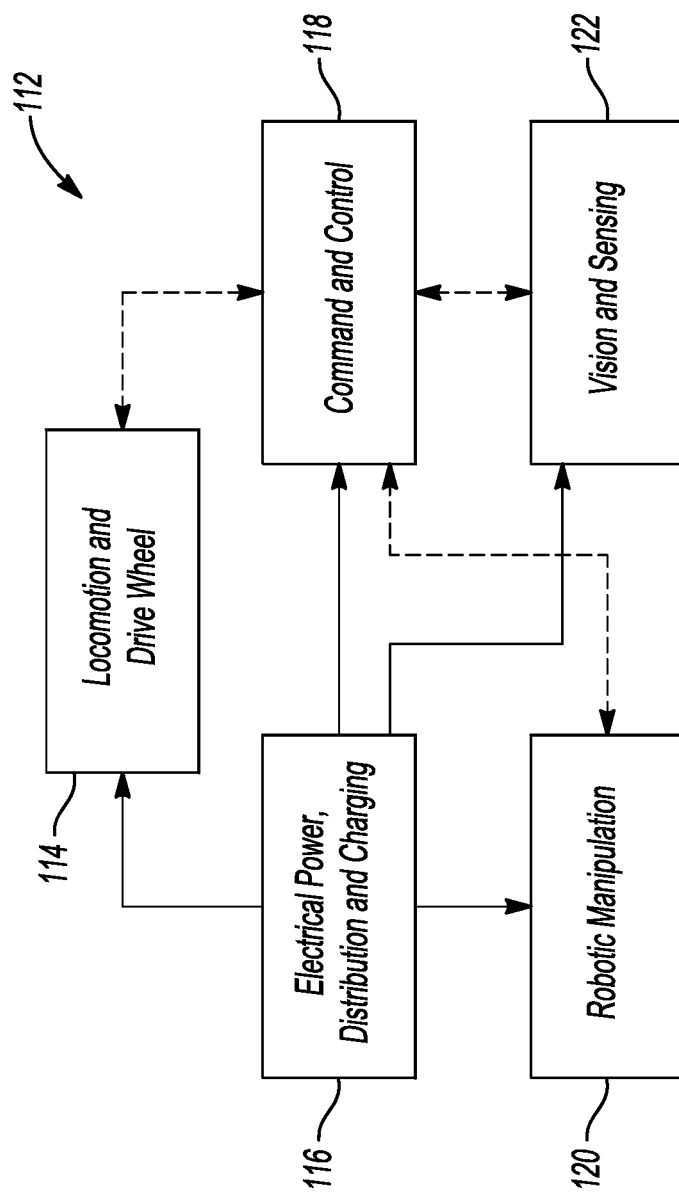 112
Locomotion and
Drive Wheel
114
Electrical Power,
Distribution and Charging
116
Command and Control
118
Robotic Manipulation
120
Vision and Sensing
122